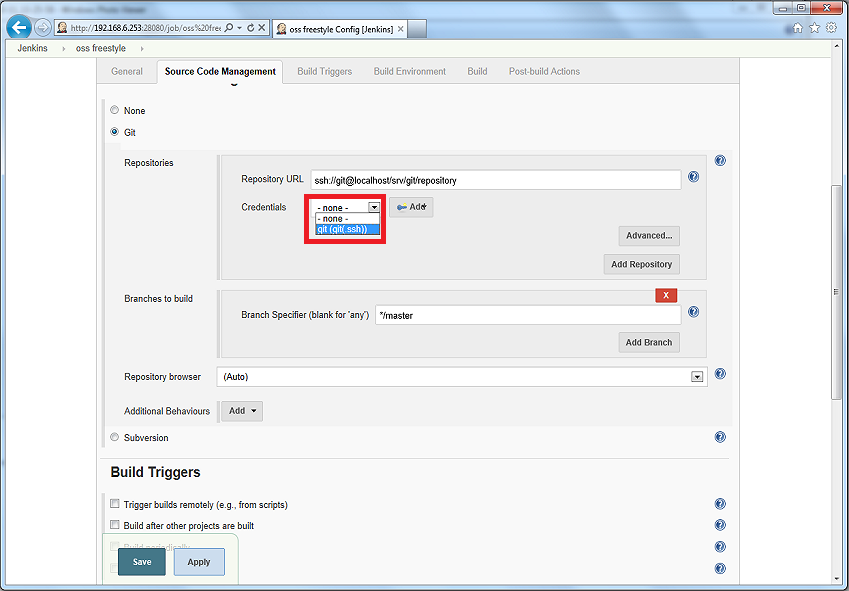 http://192.168.6.253:28080/job/oss%20fre
oss freestyle Config [Jenkins]
Jenkins
oss freestyle
General
Source Code Management
Build Triggers
Build Environment
Build
Post-build Actions
None
Git
Repositories
Repository URL
ssh://git@localhost/srv/git/repository
Credentials
- none -
Add
- none -
git (git(.ssh))
Advanced...
Add Repository
Branches to build
X
Branch Specifier (blank for 'any')
*/master
Add Branch
Repository browser
(Auto)
Additional Behaviours
Add
Subversion
Build Triggers
Trigger builds remotely (e.g., from scripts)
Build after other projects are built
Build periodically
Save
Apply